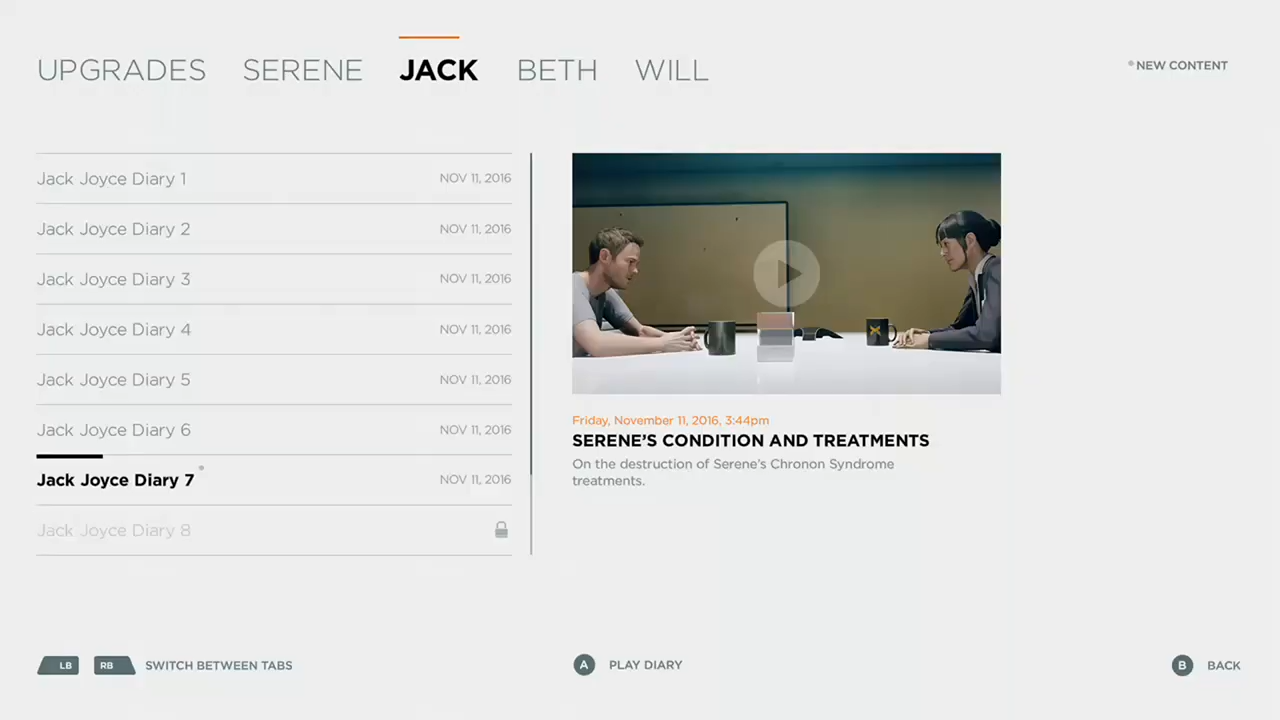 UPGRADES SERENE JACK BETH WILL
NEW CONTENT
Jack Joyce Diary 1 NOV 11, 2016
Jack Joyce Diary 2 NOV 11, 2016
Jack Joyce Diary 3 NOV 11, 2016
Jack Joyce Diary 4 NOV 11, 2016
Jack Joyce Diary 5 NOV 11, 2016
Jack Joyce Diary 6 NOV 11, 2016
Jack Joyce Diary 7 NOV 11, 2016
Jack Joyce Diary 8
Friday, November 11, 2016, 3:44pm
SERENE'S CONDITION AND TREATMENTS
On the destruction of Serene's Chronon Syndrome
treatments.
LB RB SWITCH BETWEEN TABS
A PLAY DIARY
B BACK